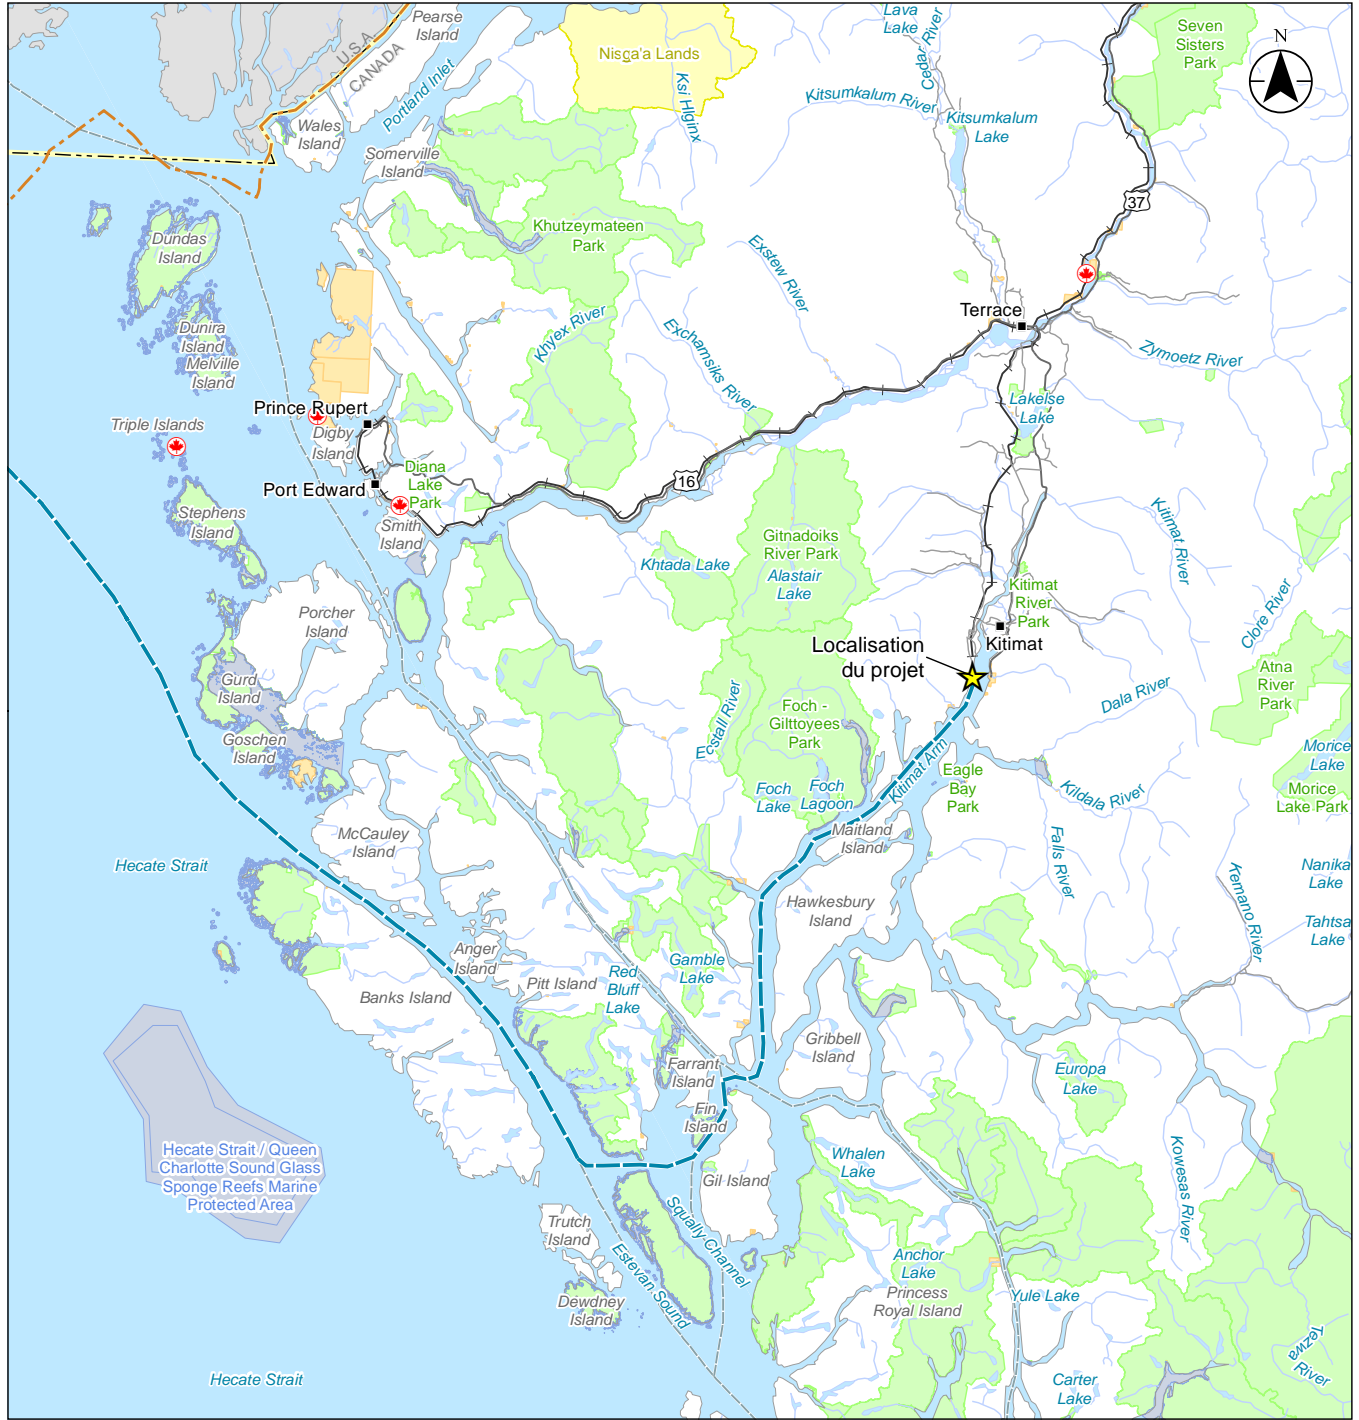 Pearse
Island
U.S.A.
CANADA
Portland Inlet
Wales
Island
Somerville
Island
Nisga'a Lands
Ksi Hlginx
Lava
Lake
Cedar River
Kitsumkalum River
Kitsumkalum
Lake
Seven
Sisters
Park
N
37
Dundas
Island
Khutzeymateen
Park
Exstew River
Dunira
Island
Melville
Island
Khyex River
Exchamsiks River
Terrace
Zymoetz River
Lakelse
Lake
Prince Rupert
Triple Islands
Digby
Island
Diana
Lake
Park
Port Edward
16
Stephens
Island
Smith
Island
Gitnadoiks
River Park
Alastair
Lake
Khtada Lake
Kitimat River
Kitimat
River
Park
Clore River
Porcher
Island
Localisation
du projet
Kitimat
Gurd
Island
Atna
River
Park
Dala River
Ecstall River
Foch -
Gilttoyees
Park
Goschen
Island
Morice
Lake
Kitimat Arm
Eagle
Bay
Park
Foch
Lake
Foch
Lagoon
Kildala River
Morice
Lake Park
McCauley
Island
Maitland
Island
Falls River
Hecate Strait
Kemano River
Nanika
Lake
Hawkesbury
Island
Tahtsa
Lake
Anger
Island
Pitt Island
Red
Bluff
Lake
Gamble
Lake
Banks Island
Gribbell
Island
Farrant
Island
Europa
Lake
Fin
Island
Hecate Strait / Queen
Charlotte Sound Glass
Sponge Reefs Marine
Protected Area
Gil Island
Whalen
Lake
Kowesas River
Squally Channel
Trutch
Island
Estevan Sound
Anchor
Lake
Princess
Royal Island
Yule Lake
Dewdney
Island
Tezwa
River
Hecate Strait
Carter
Lake